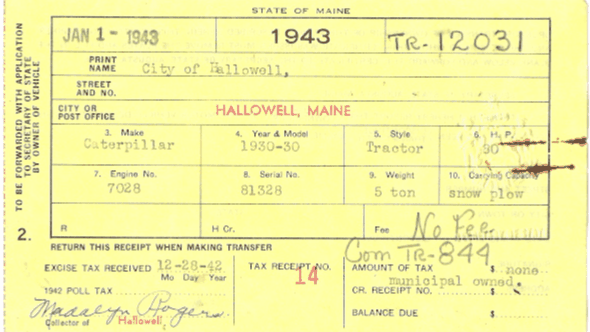 STATE OF MAINE
JAN 1 - 1943
1943
TR-12031
PRINT NAME City of Hallowell,
STREET AND NO.
CITY OR POST OFFICE HALLOWELL, MAINE
3. Make 4. Year & Model 5. Style 6. H. P.
Caterpillar 1930-30 Tractor 30
7. Engine No. 8. Serial No. 9. Weight 10. Carrying Capacity
7028 81328 5 ton snow plow
R H Cr. Fee No Fee
2.
TO BE FORWARDED WITH APPLICATION
TO SECRETARY OF STATE
BY OWNER OF VEHICLE
RETURN THIS RECEIPT WHEN MAKING TRANSFER
Com TR-844
EXCISE TAX RECEIVED 12-28-42
Mo Day Year
TAX RECEIPT NO. 14
AMOUNT OF TAX $ none
municipal owned.
1942 POLL TAX
CR. RECEIPT NO. $
Madalyn Rogers
Collector of Hallowell
BALANCE DUE $